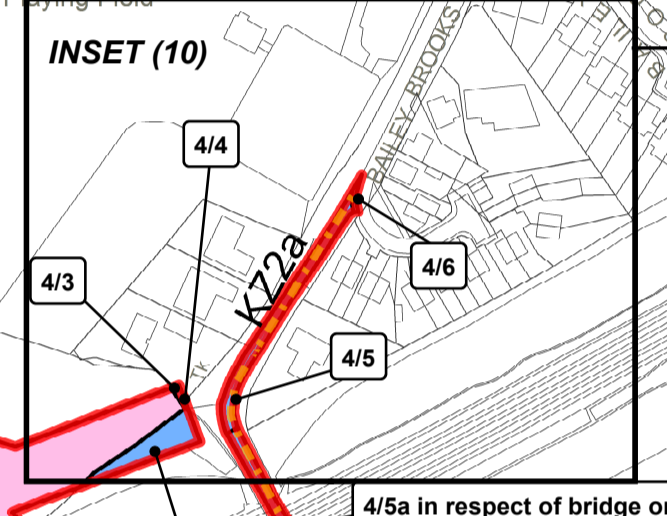 Playing Field
INSET (10)
BAILEY BROOKS
4/4
KZ2a
4/6
4/3
4/5
Tk
4/5a in respect of bridge